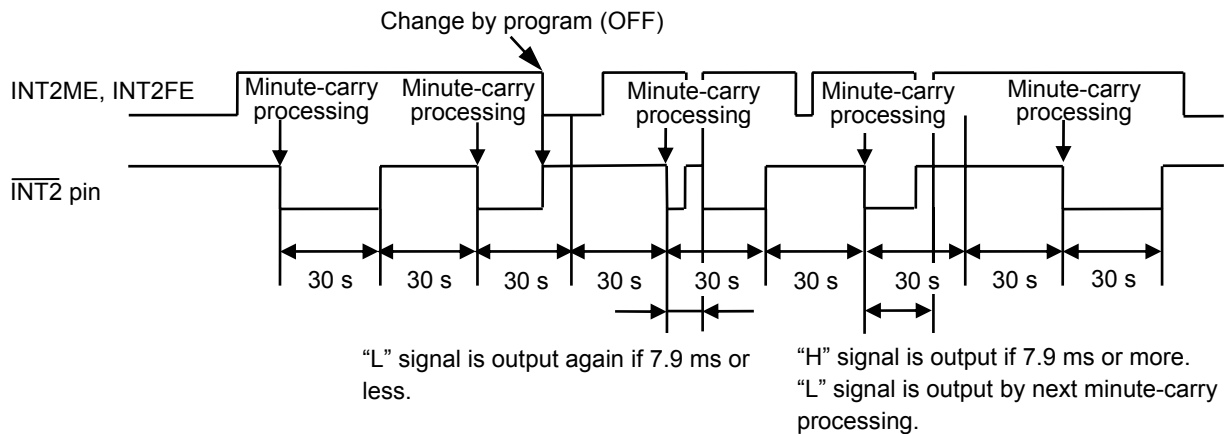 Change by program (OFF)
INT2ME, INT2FE
Minute-carry
processing
Minute-carry
processing
Minute-carry
processing
Minute-carry
processing
Minute-carry
processing
INT2 pin
30 s
30 s
30 s
30 s
30 s
30 s
30 s
30 s
30 s
“L” signal is output again if 7.9 ms or
less.
“H” signal is output if 7.9 ms or more.
“L” signal is output by next minute-carry
processing.